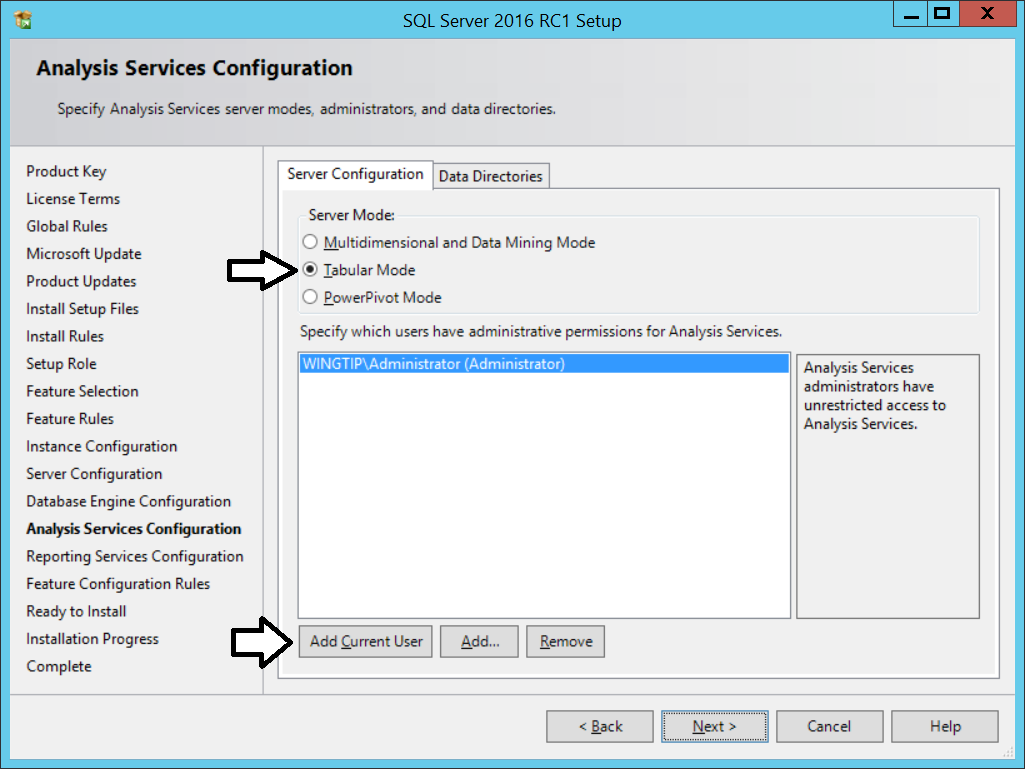 SQL Server 2016 RC1 Setup
X
Analysis Services Configuration
Specify Analysis Services server modes, administrators, and data directories.
Product Key
License Terms
Global Rules
Microsoft Update
Product Updates
Install Setup Files
Install Rules
Setup Role
Feature Selection
Feature Rules
Instance Configuration
Server Configuration
Database Engine Configuration
Analysis Services Configuration
Reporting Services Configuration
Feature Configuration Rules
Ready to Install
Installation Progress
Complete
Server Configuration
Data Directories
Server Mode:
Multidimensional and Data Mining Mode
Tabular Mode
PowerPivot Mode
Specify which users have administrative permissions for Analysis Services.
WINGTIP\Administrator (Administrator)
Analysis Services
administrators have
unrestricted access to
Analysis Services.
Add Current User
Add...
Remove
< Back
Next >
Cancel
Help